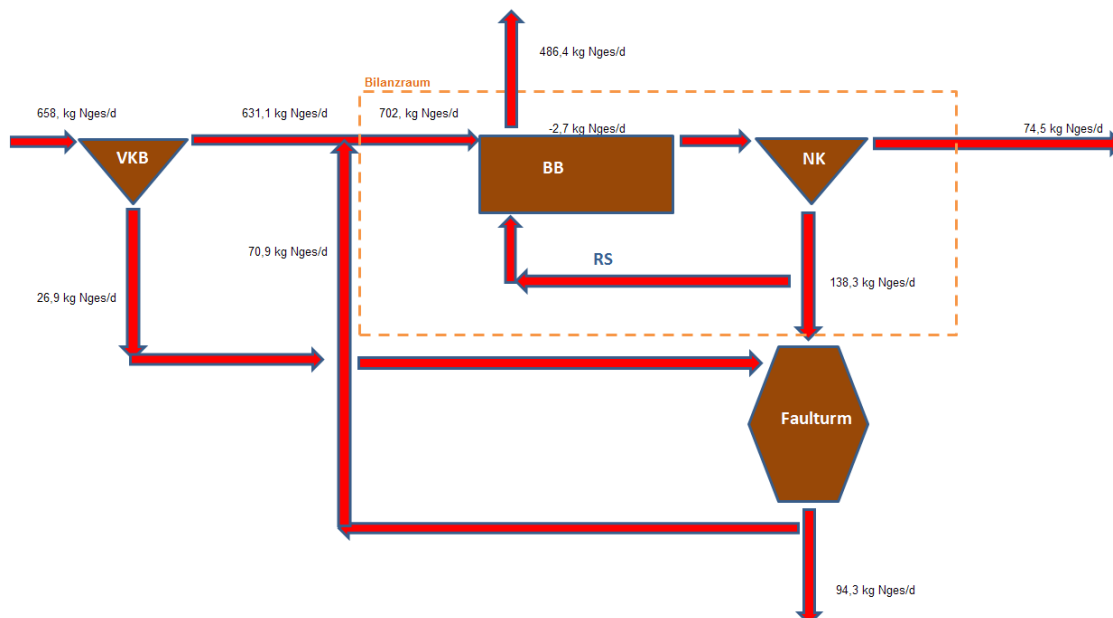 486,4 kg Nges/d
Bilanzraum
658, kg Nges/d
631,1 kg Nges/d
702, kg Nges/d
-2,7 kg Nges/d
74,5 kg Nges/d
VKB
BB
NK
70,9 kg Nges/d
RS
26,9 kg Nges/d
138,3 kg Nges/d
Faulturm
94,3 kg Nges/d